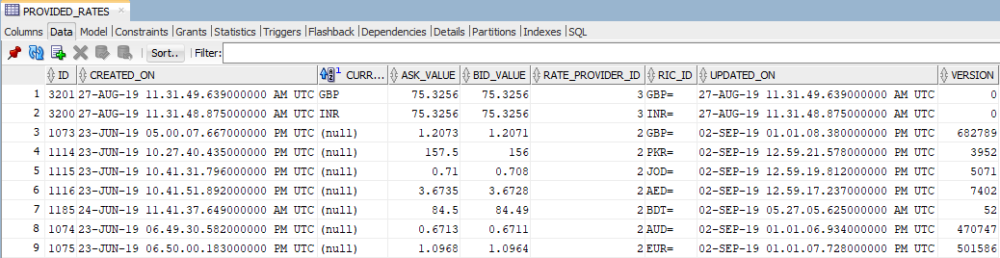 PROVIDED_RATES
Columns Data Model Constraints Grants Statistics Triggers Flashback Dependencies Details Partitions Indexes SQL
Sort.. Filter:
ID CREATED_ON CURR... ASK_VALUE BID_VALUE RATE_PROVIDER_ID RIC_ID UPDATED_ON VERSION
1 3201 27-AUG-19 11.31.49.639000000 AM UTC GBP 75.3256 75.3256 3 GBP= 27-AUG-19 11.31.49.639000000 AM UTC 0
2 3200 27-AUG-19 11.31.48.875000000 AM UTC INR 75.3256 75.3256 3 INR= 27-AUG-19 11.31.48.875000000 AM UTC 0
3 1073 23-JUN-19 05.00.07.667000000 PM UTC (null) 1.2073 1.2071 2 GBP= 02-SEP-19 01.01.08.380000000 PM UTC 682789
4 1114 23-JUN-19 10.27.40.435000000 PM UTC (null) 157.5 156 2 PKR= 02-SEP-19 12.59.21.578000000 PM UTC 3952
5 1115 23-JUN-19 10.41.31.796000000 PM UTC (null) 0.71 0.708 2 JOD= 02-SEP-19 12.59.19.812000000 PM UTC 5071
6 1116 23-JUN-19 10.41.51.892000000 PM UTC (null) 3.6735 3.6728 2 AED= 02-SEP-19 12.59.17.237000000 PM UTC 7402
7 1185 24-JUN-19 11.41.37.649000000 AM UTC (null) 84.5 84.49 2 BDT= 02-SEP-19 05.27.05.625000000 AM UTC 52
8 1074 23-JUN-19 06.49.30.582000000 PM UTC (null) 0.6713 0.6711 2 AUD= 02-SEP-19 01.01.06.934000000 PM UTC 470747
9 1075 23-JUN-19 06.50.00.183000000 PM UTC (null) 1.0968 1.0964 2 EUR= 02-SEP-19 01.01.07.728000000 PM UTC 501586